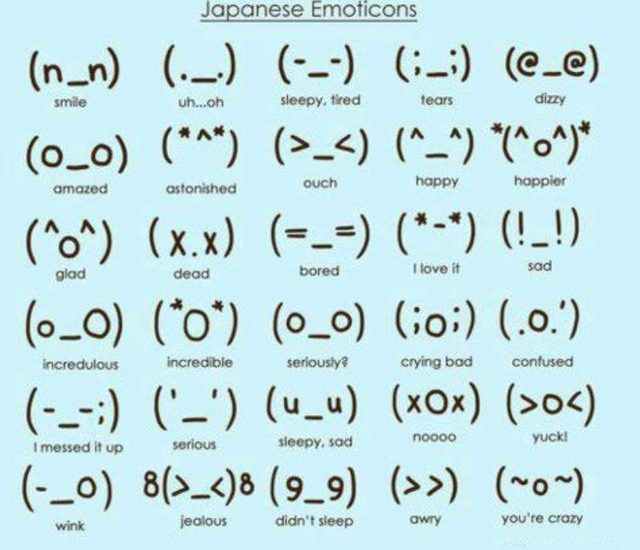 Japanese Emoticons
(n_n) (._.) (-_-) (;_;) (@_@)
smile uh...oh sleepy, tired tears dizzy
(o_o) (*^*) (>_<) (^_^) *(^o^)*
amazed astonished ouch happy happier
(^o^) (x.x) (=_=) (*-*) (!_!)
glad dead bored I love it sad
(o_O) (*O*) (o_o) (;o;) (.o.')
incredulous incredible seriously? crying bad confused
(-_-;) ('_') (u_u) (xOx) (>o<)
I messed it up serious sleepy, sad noooo yuck!
(-_o) 8(>_<)8 (9_9) (>>) (~o~)
wink jealous didn't sleep awry you're crazy